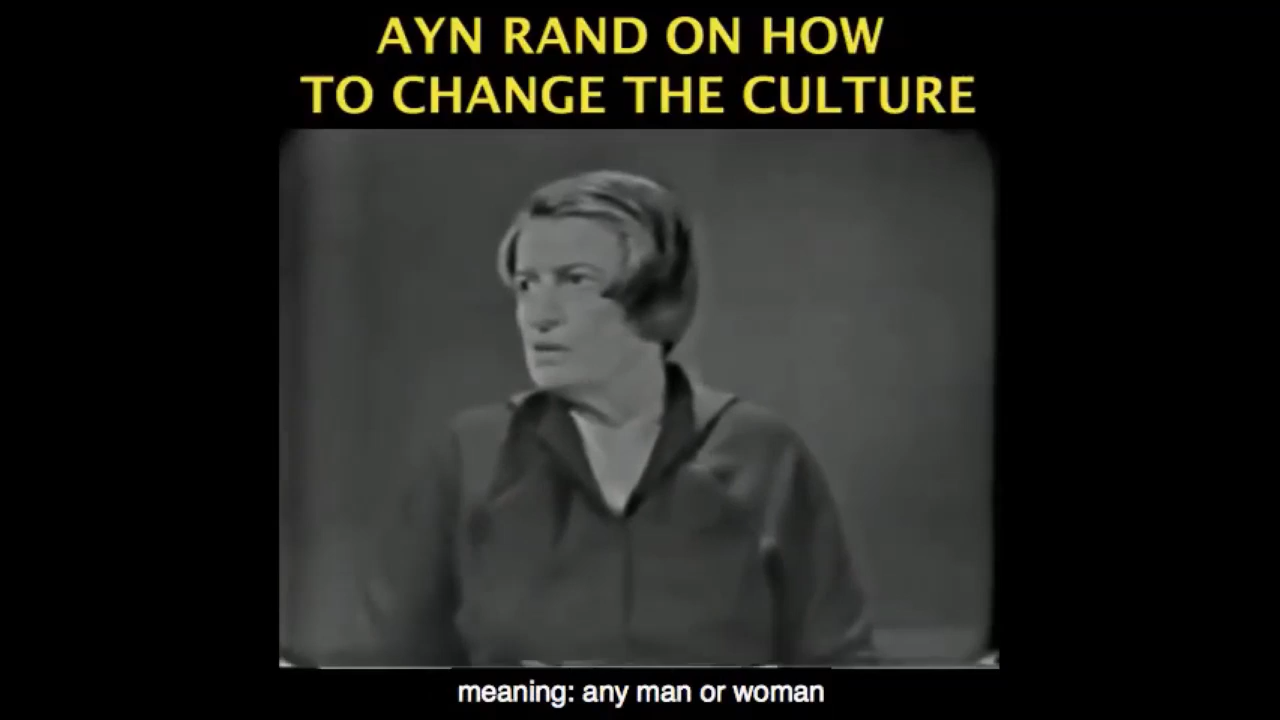 AYN RAND ON HOW
TO CHANGE THE CULTURE
meaning: any man or woman